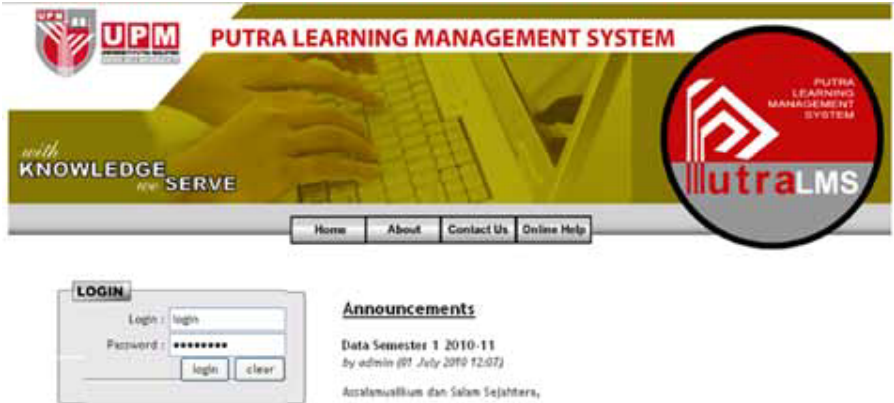 UPM
UPM
PUTRA LEARNING MANAGEMENT SYSTEM
PUTRA
LEARNING
MANAGEMENT
SYSTEM
with
KNOWLEDGE
we SERVE
utraLMS
Home About Contact Us Online Help
LOGIN
Login : login
Password : ••••••••
login clear
Announcements
Data Semester 1 2010-11
by admin (01 July 2010 12:07)
Assalamuallikum dan Salam Sejahtera,